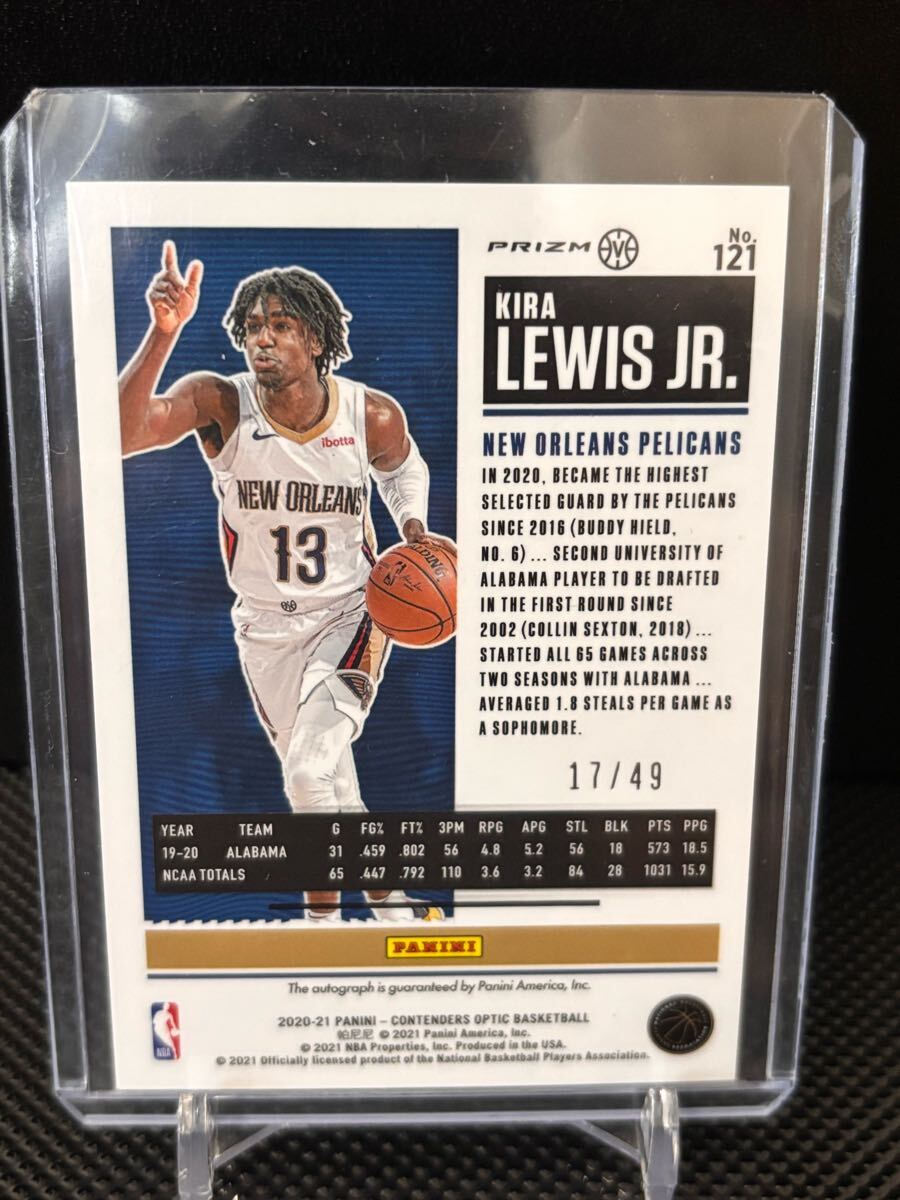 PRIZM
No.
121
KIRA
LEWIS JR.
NEW ORLEANS PELICANS
IN 2020, BECAME THE HIGHEST
SELECTED GUARD BY THE PELICANS
SINCE 2016 (BUDDY HIELD,
NO. 6) ... SECOND UNIVERSITY OF
ALABAMA PLAYER TO BE DRAFTED
IN THE FIRST ROUND SINCE
2002 (COLLIN SEXTON, 2018) ...
STARTED ALL 65 GAMES ACROSS
TWO SEASONS WITH ALABAMA ...
AVERAGED 1.8 STEALS PER GAME AS
A SOPHOMORE.
17/49
ibotta
NEW ORLEANS
13
SPALDING
YEAR TEAM G FG% FT% 3PM RPG APG STL BLK PTS PPG
19-20 ALABAMA 31 .459 .802 56 4.8 5.2 56 18 573 18.5
NCAA TOTALS 65 .447 .792 110 3.6 3.2 84 28 1031 15.9
PANINI
The autograph is guaranteed by Panini America, Inc.
2020-21 PANINI – CONTENDERS OPTIC BASKETBALL
帕尼尼 © 2021 Panini America, Inc.
© 2021 NBA Properties, Inc. Produced in the USA.
© 2021 Officially licensed product of the National Basketball Players Association.
NBA